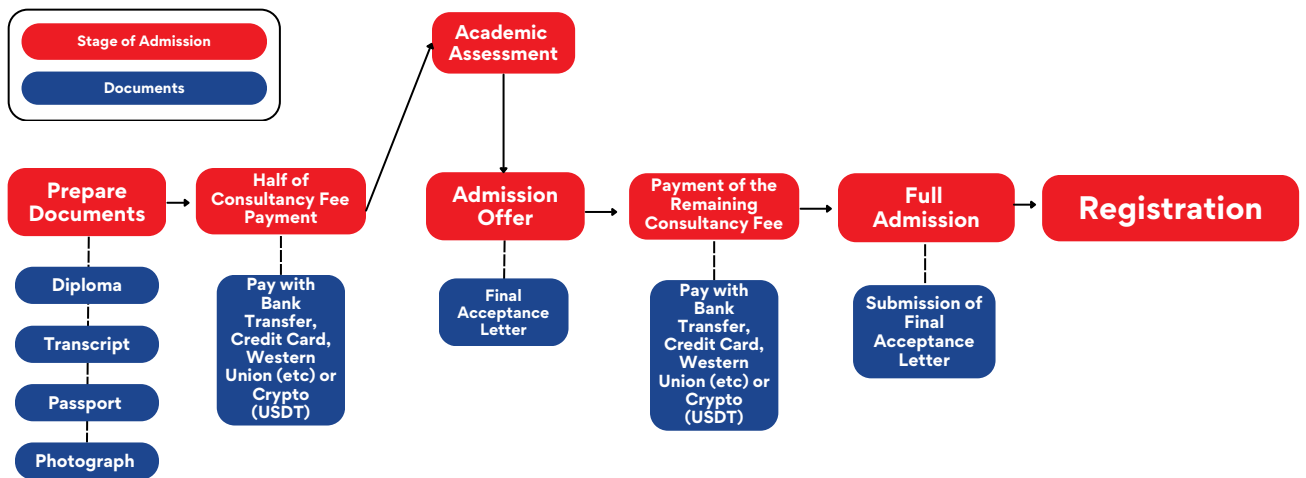 Stage of Admission
Documents
Academic
Assessment
Prepare
Documents
Half of
Consultancy Fee
Payment
Admission
Offer
Payment of the
Remaining
Consultancy Fee
Full
Admission
Registration
Diploma
Transcript
Passport
Photograph
Pay with
Bank
Transfer,
Credit Card,
Western
Union (etc) or
Crypto
(USDT)
Final
Acceptance
Letter
Pay with
Bank
Transfer,
Credit Card,
Western
Union (etc) or
Crypto
(USDT)
Submission of
Final
Acceptance
Letter